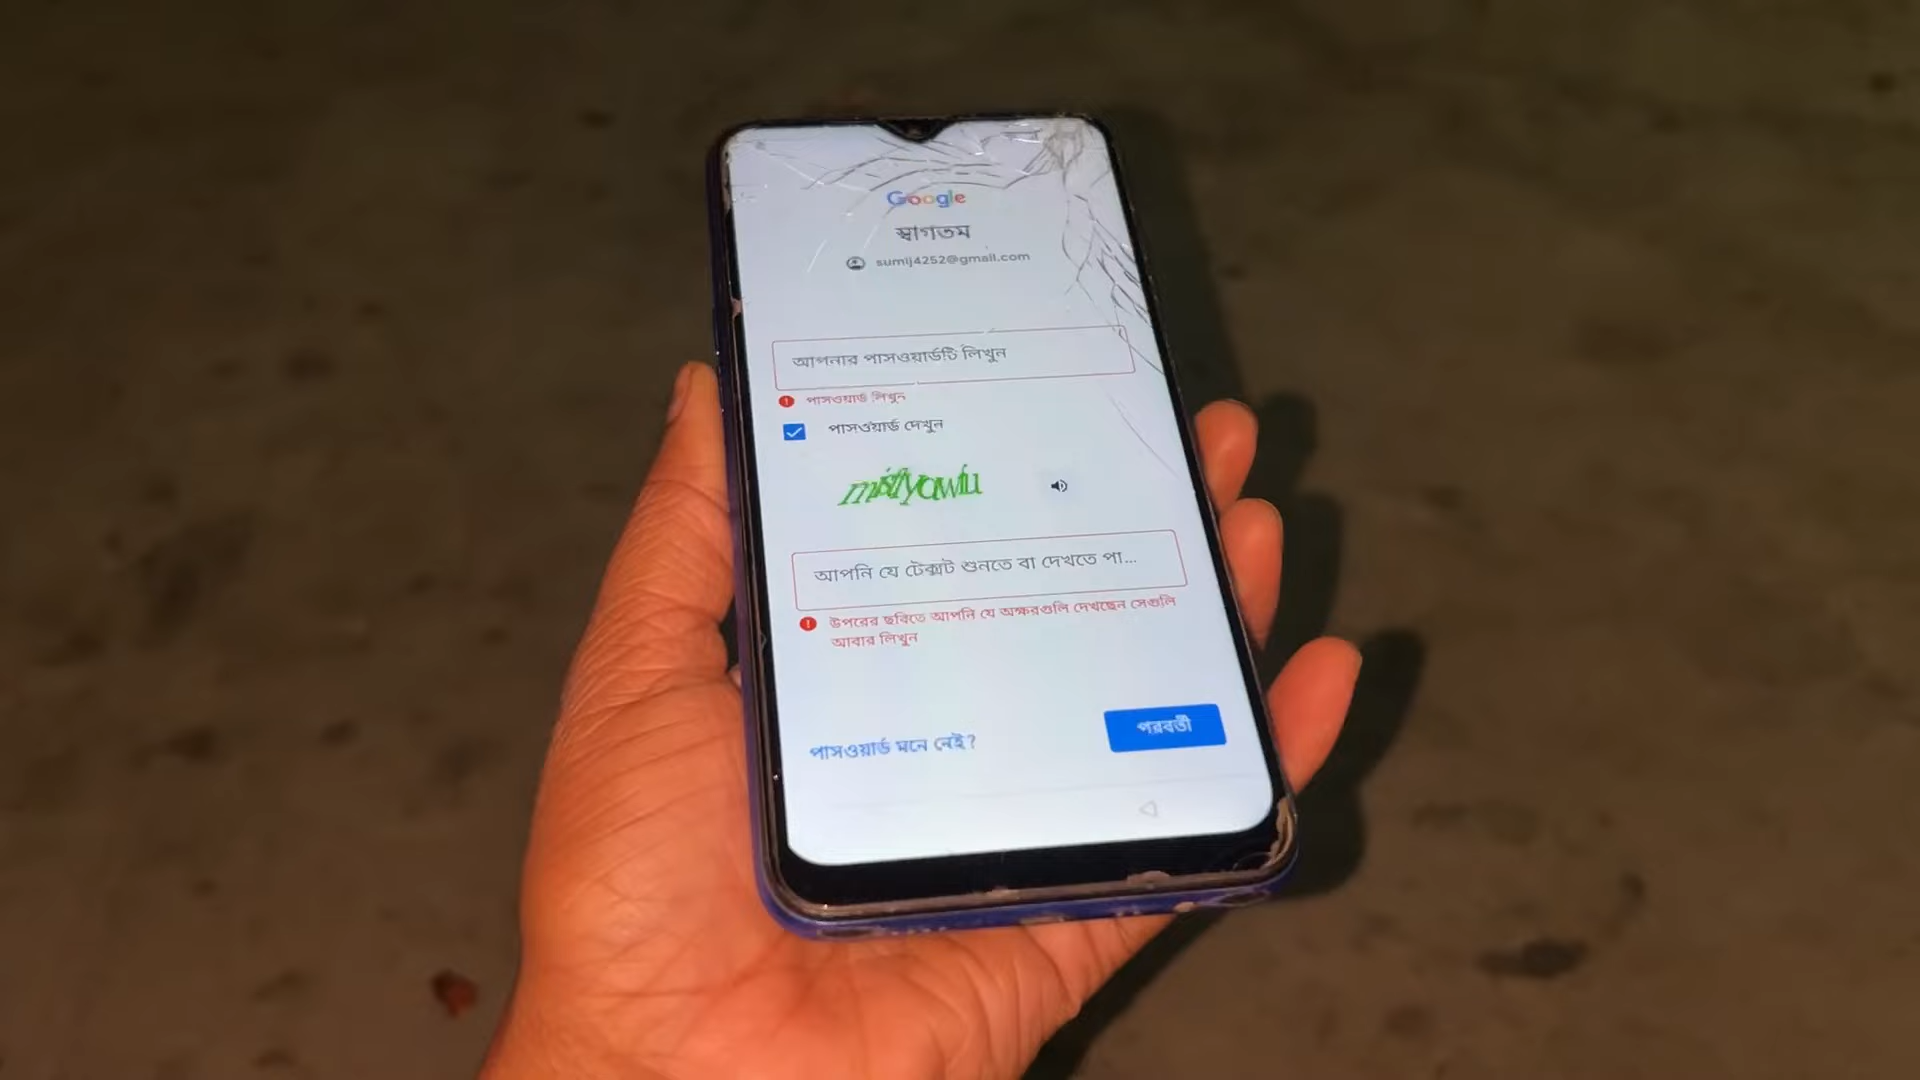 Google
স্বাগতম
sumij4252@gmail.com
আপনার পাসওয়ার্ডটি লিখুন
পাসওয়ার্ড লিখুন
পাসওয়ার্ড দেখুন
আপনি যে টেক্সট শুনতে বা দেখতে পা...
উপরের ছবিতে আপনি যে অক্ষরগুলি দেখছেন সেগুলি
আবার লিখুন
পাসওয়ার্ড মনে নেই?
পরবর্তী